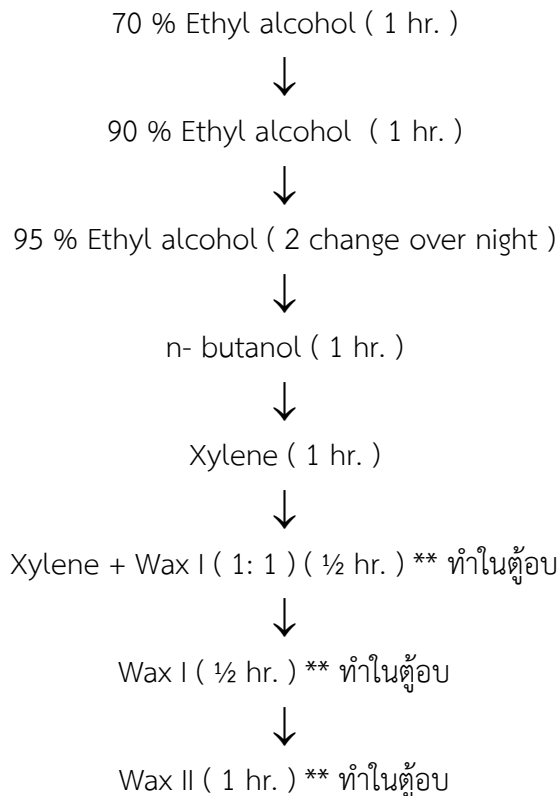 70 % Ethyl alcohol ( 1 hr. )
↓
90 % Ethyl alcohol ( 1 hr. )
↓
95 % Ethyl alcohol ( 2 change over night )
↓
n- butanol ( 1 hr. )
↓
Xylene ( 1 hr. )
↓
Xylene + Wax I ( 1: 1 ) ( ½ hr. ) ** ทำในตู้อบ
↓
Wax I ( ½ hr. ) ** ทำในตู้อบ
↓
Wax II ( 1 hr. ) ** ทำในตู้อบ